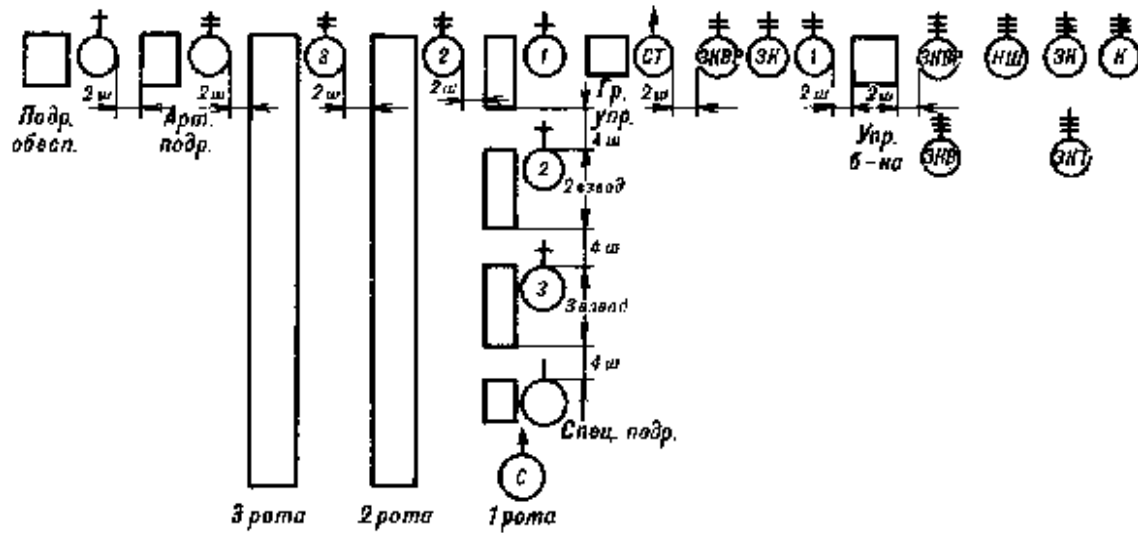 3 2 1 СТ ЗКВР ЗК 1 ЗКВР НШ ЗК К
2 ш 2 ш 2 ш 2 ш 2 ш 2 ш 2 ш
Подр. обесп.
Арт. подр.
Гр. упр.
Упр. б-на
ЗКВ ЗКТ
4 ш
2
2 взвод
4 ш
3
3 взвод
4 ш
Спец. подр.
С
3 рота 2 рота 1 рота